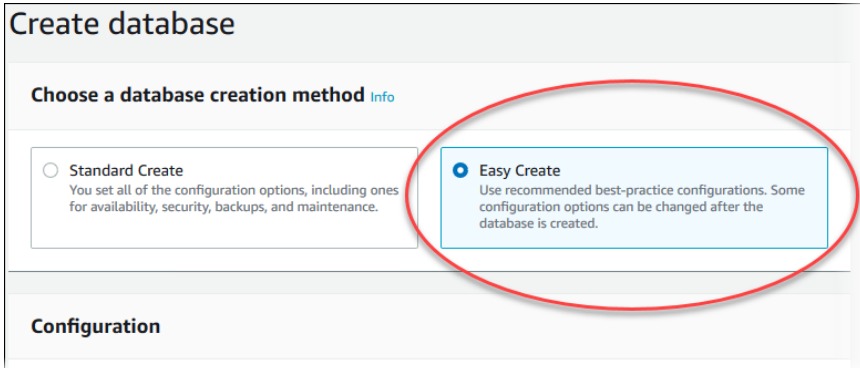 Create database
Choose a database creation method Info
Standard Create
You set all of the configuration options, including ones
for availability, security, backups, and maintenance.
Easy Create
Use recommended best-practice configurations. Some
configuration options can be changed after the
database is created.
Configuration